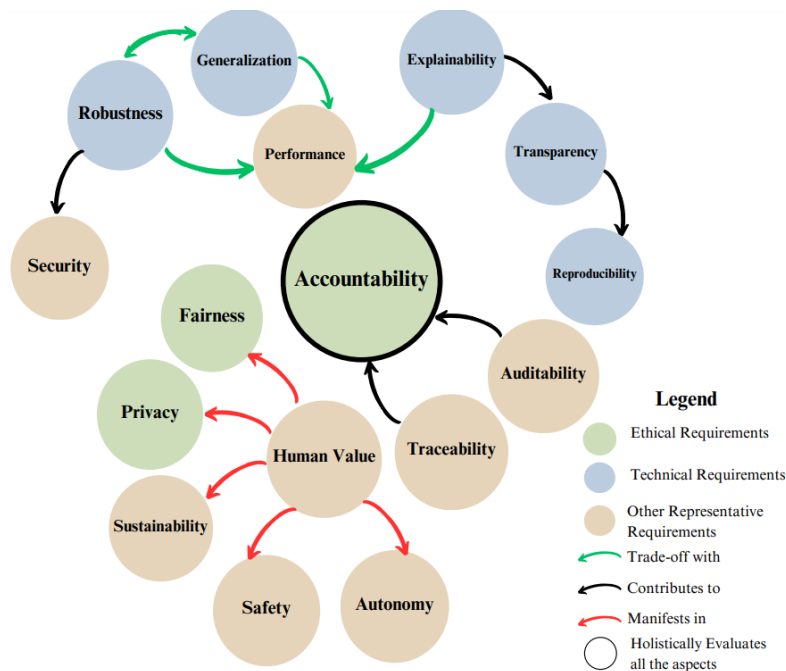 Generalization
Explainability
Robustness
Performance
Transparency
Security
Accountability
Reproducibility
Fairness
Auditability
Privacy
Human Value
Traceability
Sustainability
Safety
Autonomy
Legend
Ethical Requirements
Technical Requirements
Other Representative
Requirements
Trade-off with
Contributes to
Manifests in
Holistically Evaluates
all the aspects